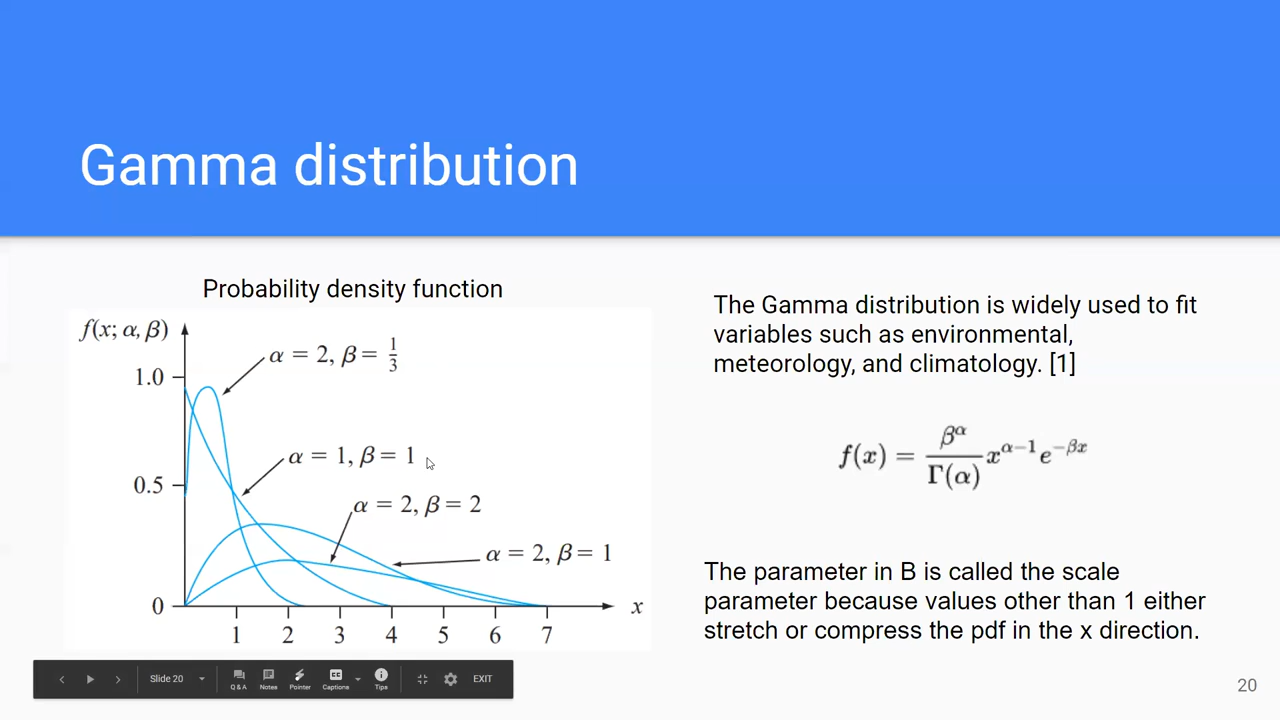 Gamma distribution
Probability density function
f(x; α, β)
α = 2, β = 1/3
1.0
α = 1, β = 1
0.5
α = 2, β = 2
α = 2, β = 1
0
x
1 2 3 4 5 6 7
The Gamma distribution is widely used to fit
variables such as environmental,
meteorology, and climatology. [1]
f(x) = β^α / Γ(α) x^(α−1) e^(−βx)
The parameter in B is called the scale
parameter because values other than 1 either
stretch or compress the pdf in the x direction.
Slide 20
Q & A
Notes
Pointer
Captions
Tips
EXIT
20